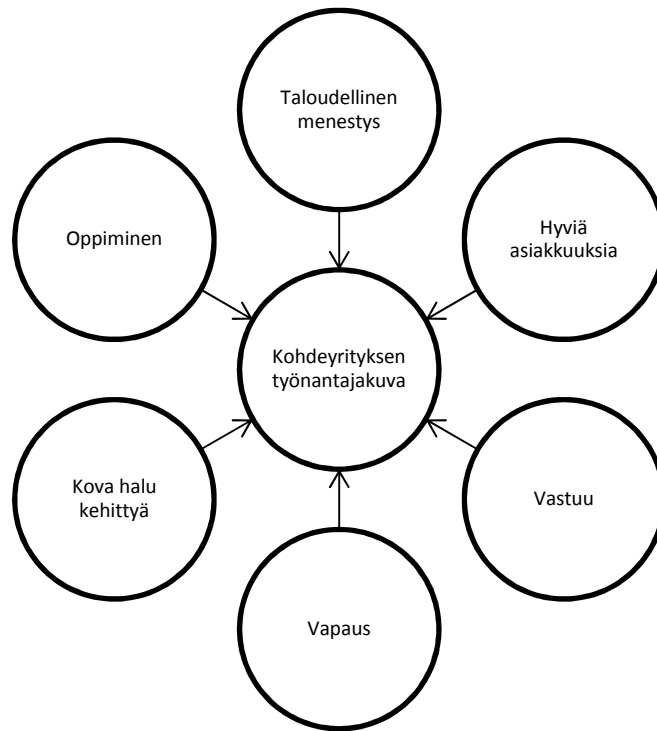 Taloudellinen
menestys
Oppiminen
Hyviä
asiakkuuksia
Kohdeyrityksen
työnantajakuva
Kova halu
kehittyä
Vastuu
Vapaus